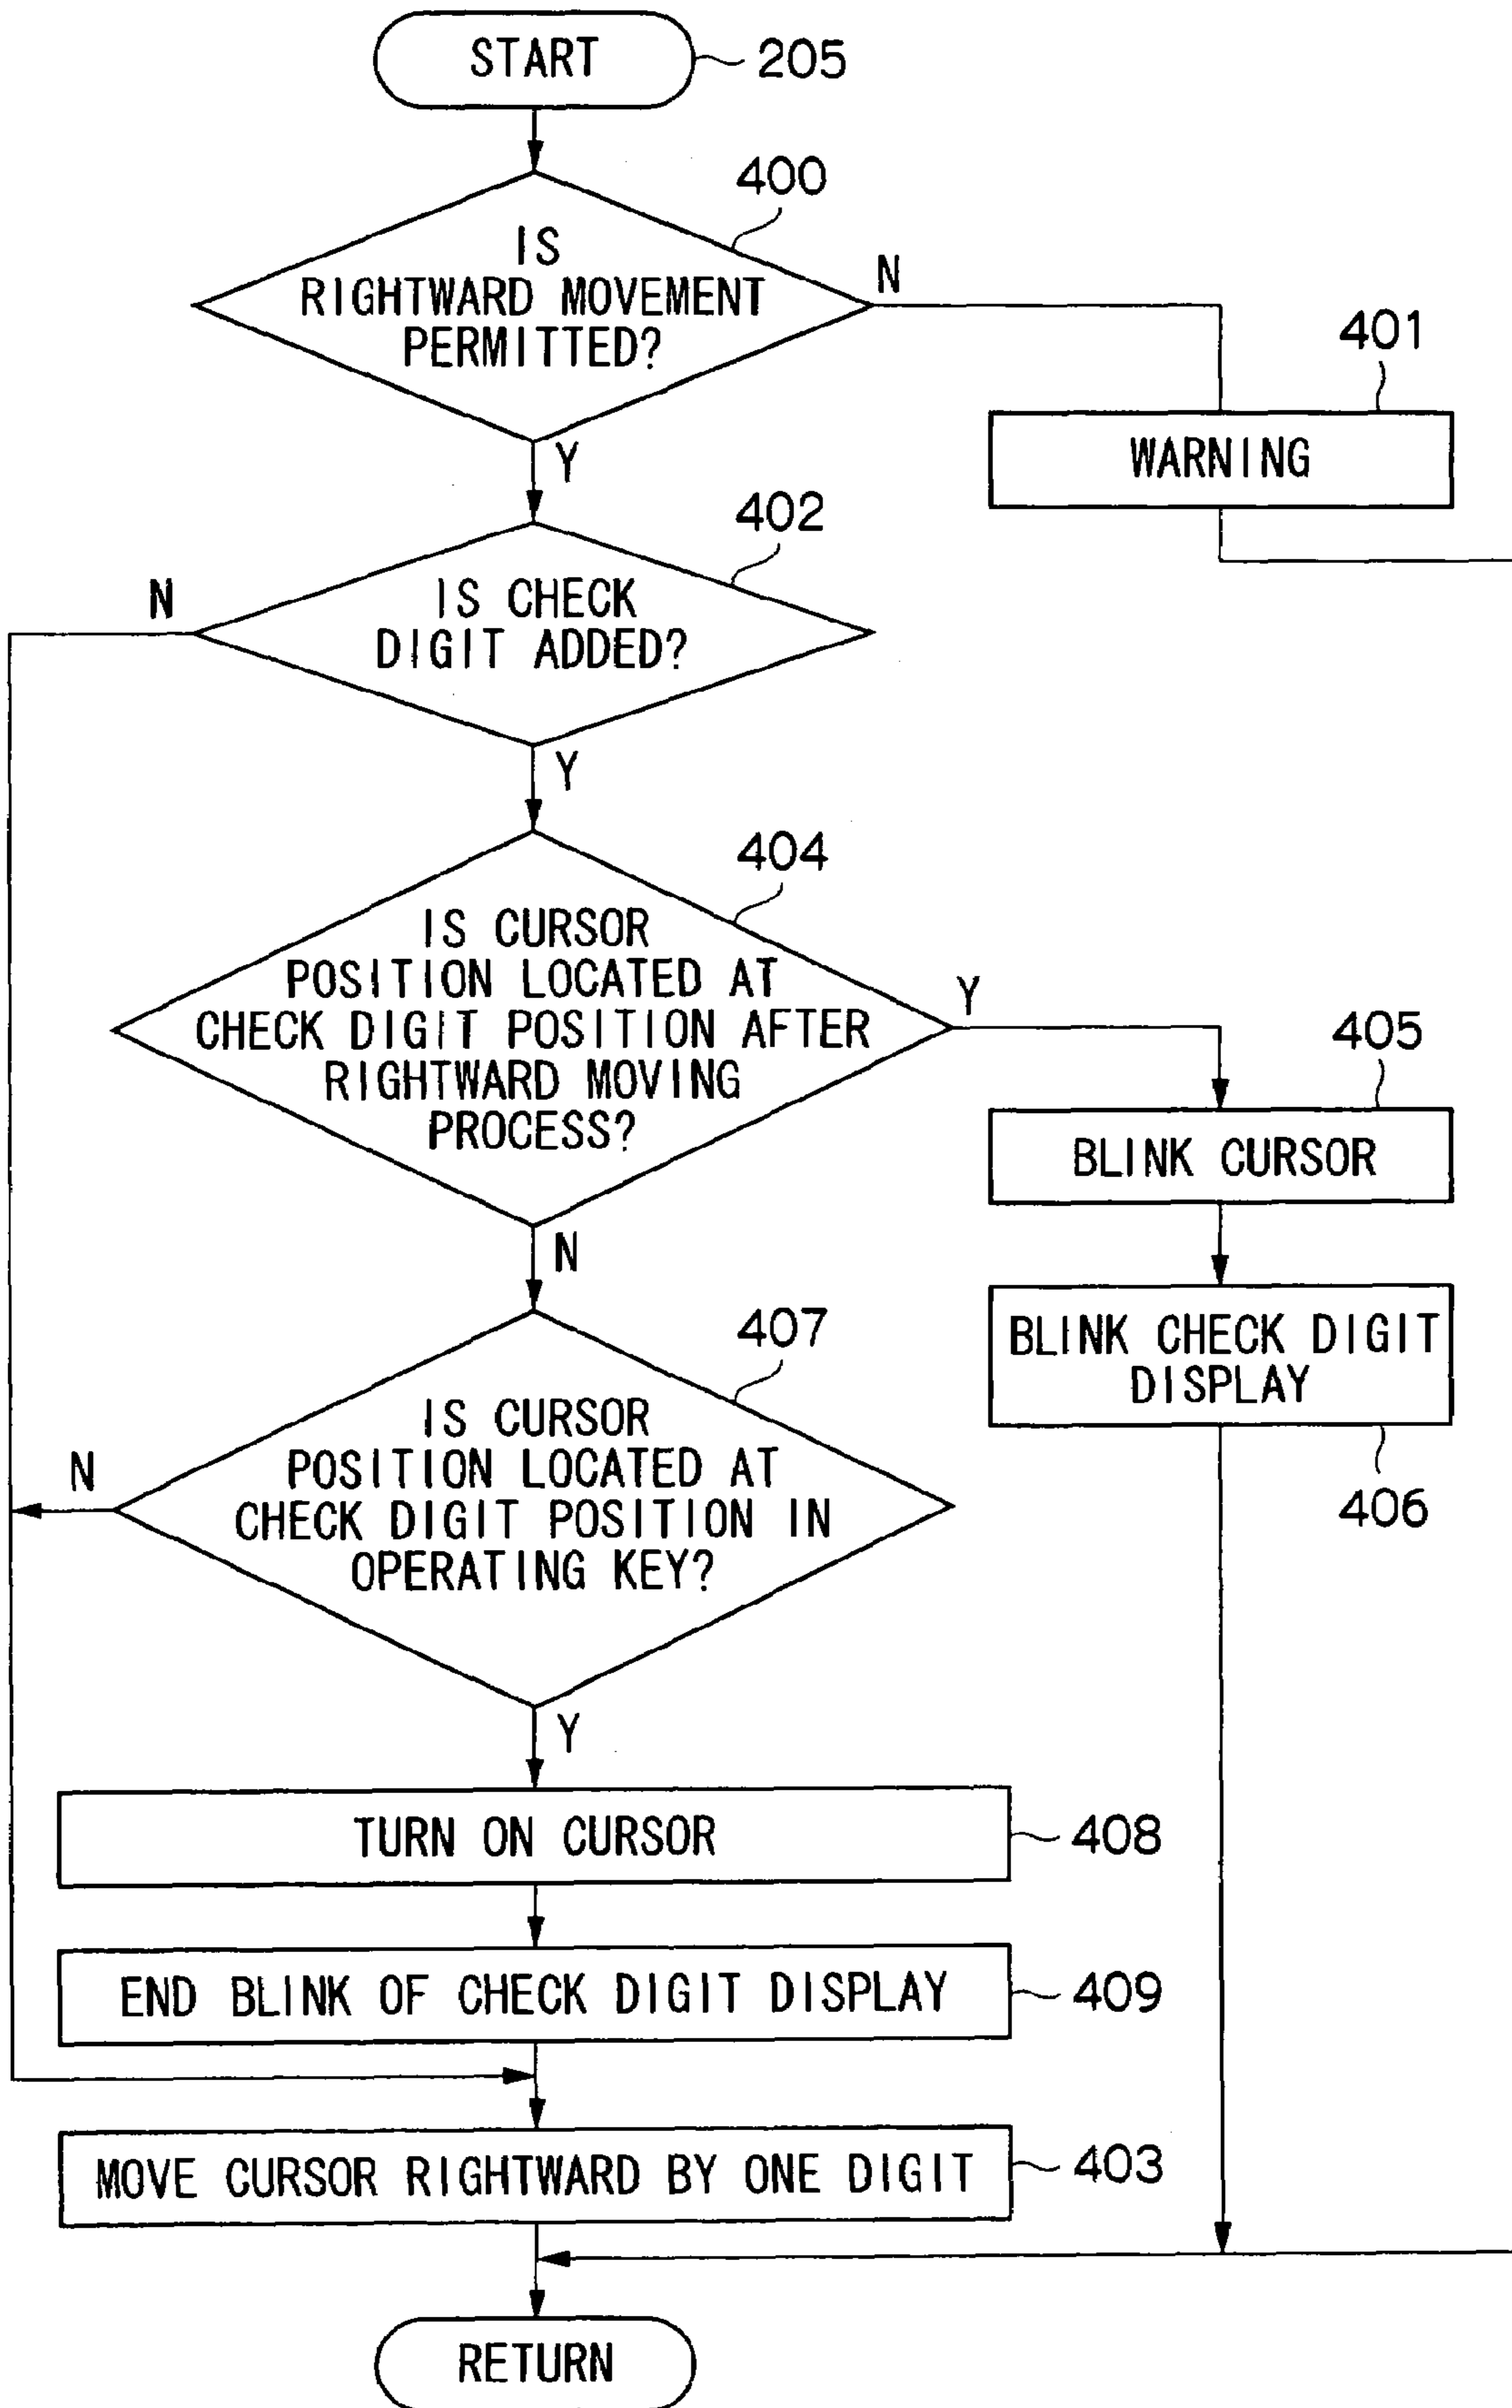 START
205
400
IS
RIGHTWARD MOVEMENT
PERMITTED?
N
401
WARNING
Y
402
IS CHECK
DIGIT ADDED?
N
Y
404
IS CURSOR
POSITION LOCATED AT
CHECK DIGIT POSITION AFTER
RIGHTWARD MOVING
PROCESS?
Y
405
BLINK CURSOR
N
BLINK CHECK DIGIT
DISPLAY
406
407
IS CURSOR
POSITION LOCATED AT
CHECK DIGIT POSITION IN
OPERATING KEY?
N
Y
TURN ON CURSOR
408
END BLINK OF CHECK DIGIT DISPLAY
409
MOVE CURSOR RIGHTWARD BY ONE DIGIT
403
RETURN